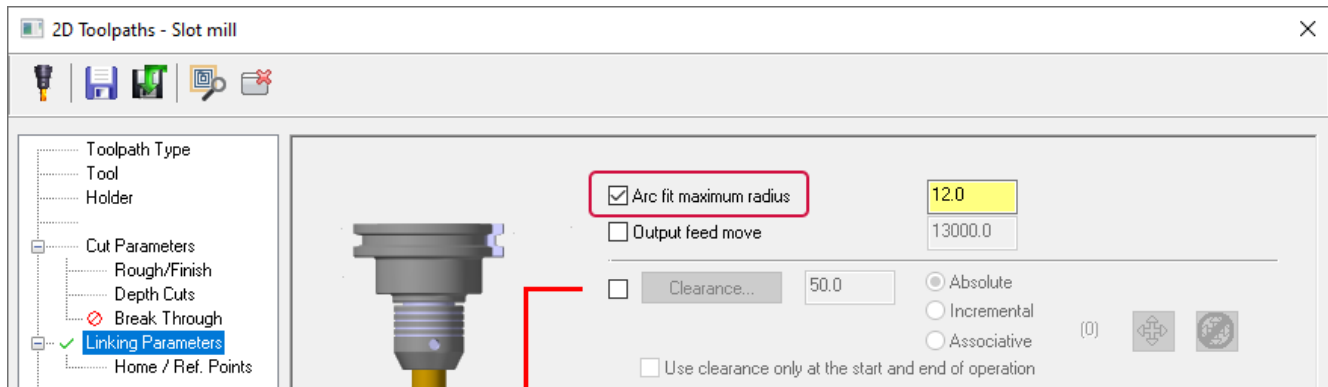 2D Toolpaths - Slot mill
Toolpath Type
Tool
Holder
Cut Parameters
Rough/Finish
Depth Cuts
Break Through
Linking Parameters
Home / Ref. Points
Arc fit maximum radius 12.0
Output feed move 13000.0
Clearance... 50.0 Absolute
Incremental
Associative (0)
Use clearance only at the start and end of operation